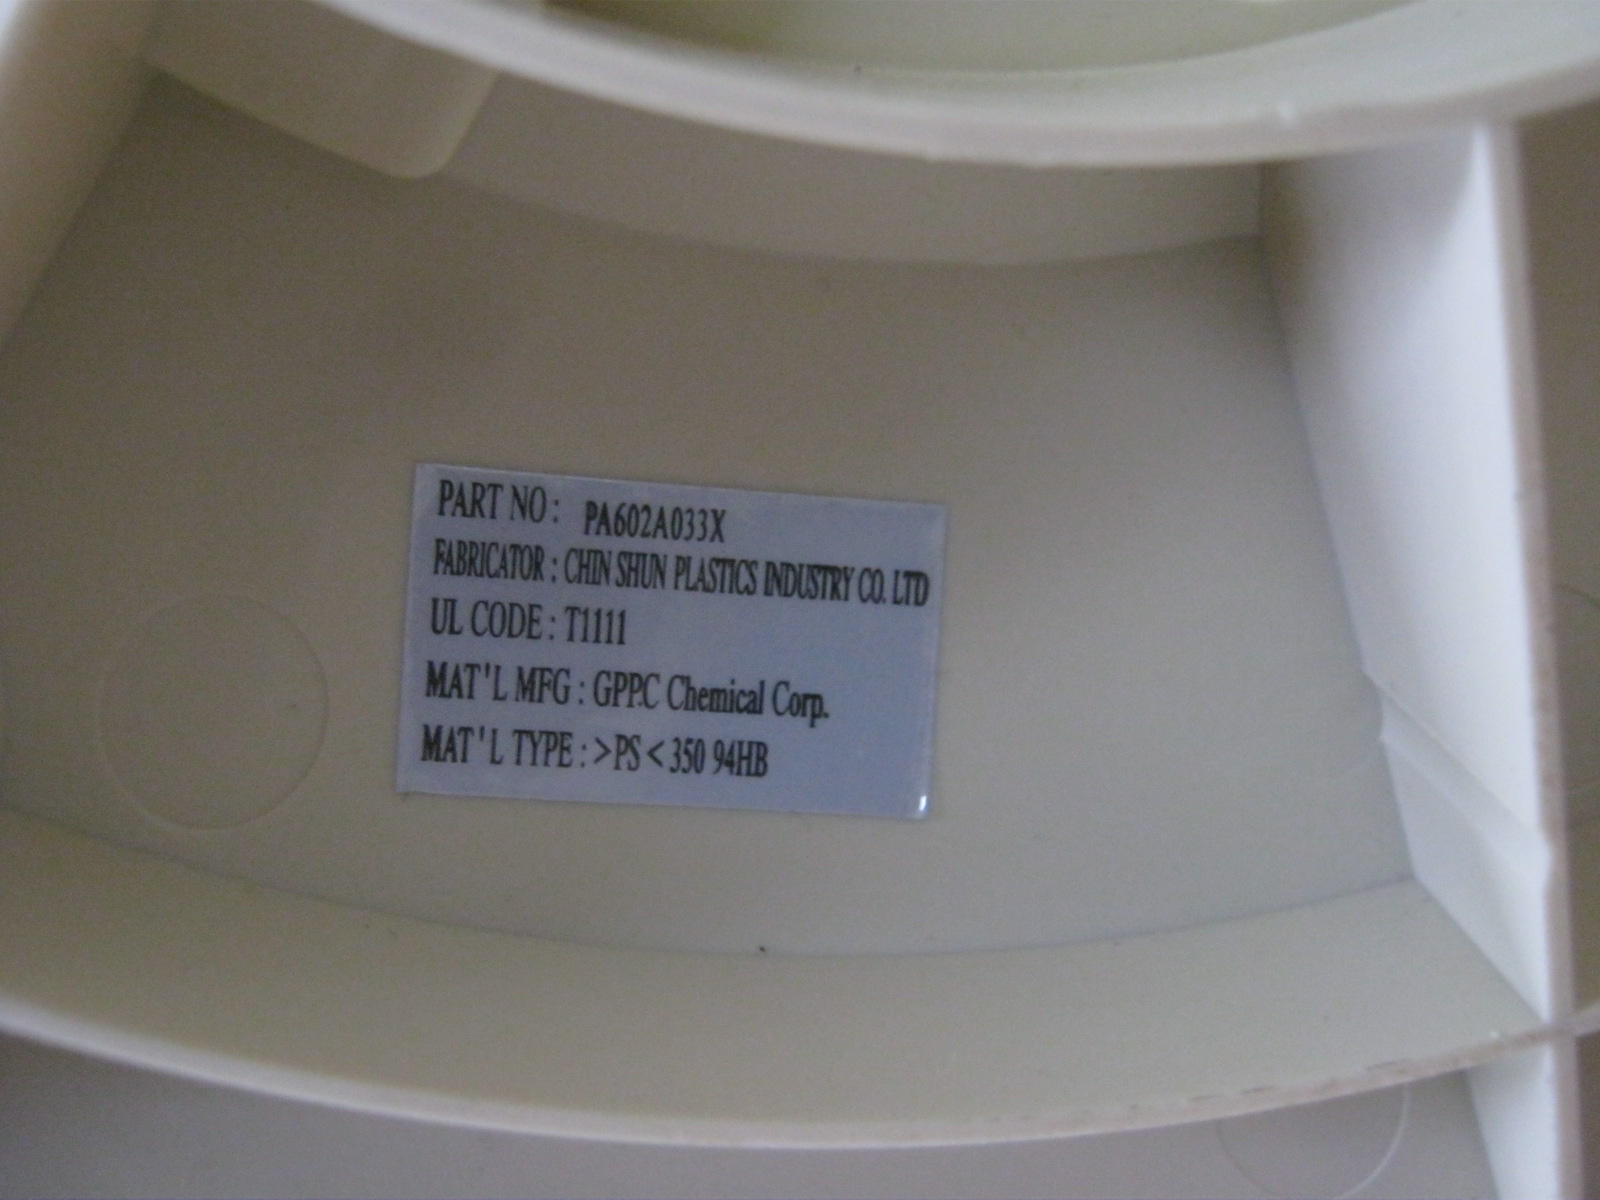 PART NO: PA602A033X
FABRICATOR : CHIN SHUN PLASTICS INDUSTRY CO. LTD
UL CODE : T1111
MAT'L MFG : GPP.C Chemical Corp.
MAT'L TYPE : >PS< 350 94HB